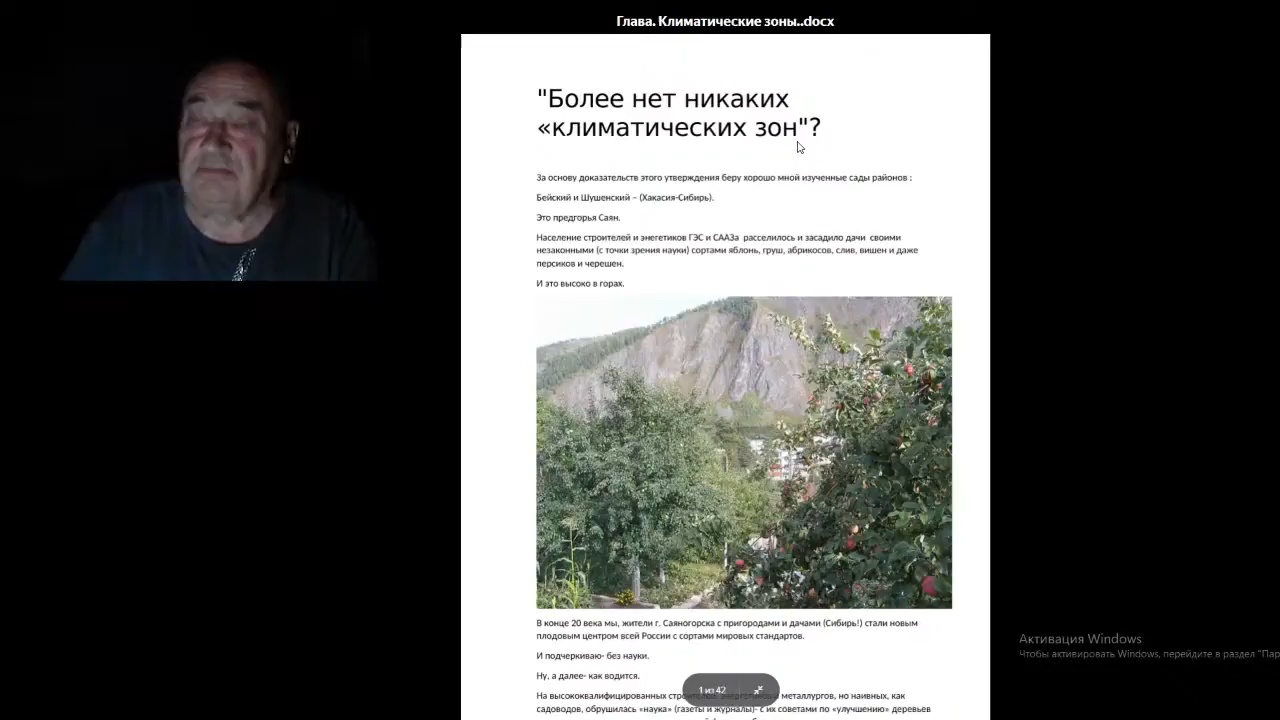 Глава. Климатические зоны..docx
"Более нет никаких
«климатических зон"?
За основу доказательств этого утверждения беру хорошо мной изученные сады районов :
Бейский и Шушенский – (Хакасия-Сибирь).
Это предгорья Саян.
Население строителей и энегетиков ГЭС и СААЗа расселилось и засадило дачи своими
незаконными (с точки зрения науки) сортами яблонь, груш, абрикосов, слив, вишен и даже
персиков и черешен.
И это высоко в горах.
В конце 20 века мы, жители г. Саяногорска с пригородами и дачами (Сибирь!) стали новым
плодовым центром всей России с сортами мировых стандартов.
И подчеркиваю- без науки.
Ну, а далее- как водится.
1 из 42
На высококвалифицированных металлургов, но наивных, как
садоводов, обрушилась «наука» (газеты и журналы)- с их советами по «улучшению» деревьев
Активация Windows
Чтобы активировать Windows, перейдите в раздел "Пар